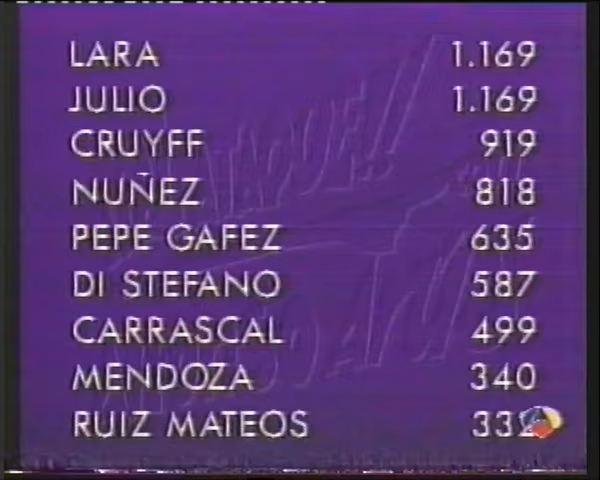 LARA 1.169
JULIO 1.169
CRUYFF 919
NUÑEZ 818
PEPE GAFEZ 635
DI STEFANO 587
CARRASCAL 499
MENDOZA 340
RUIZ MATEOS